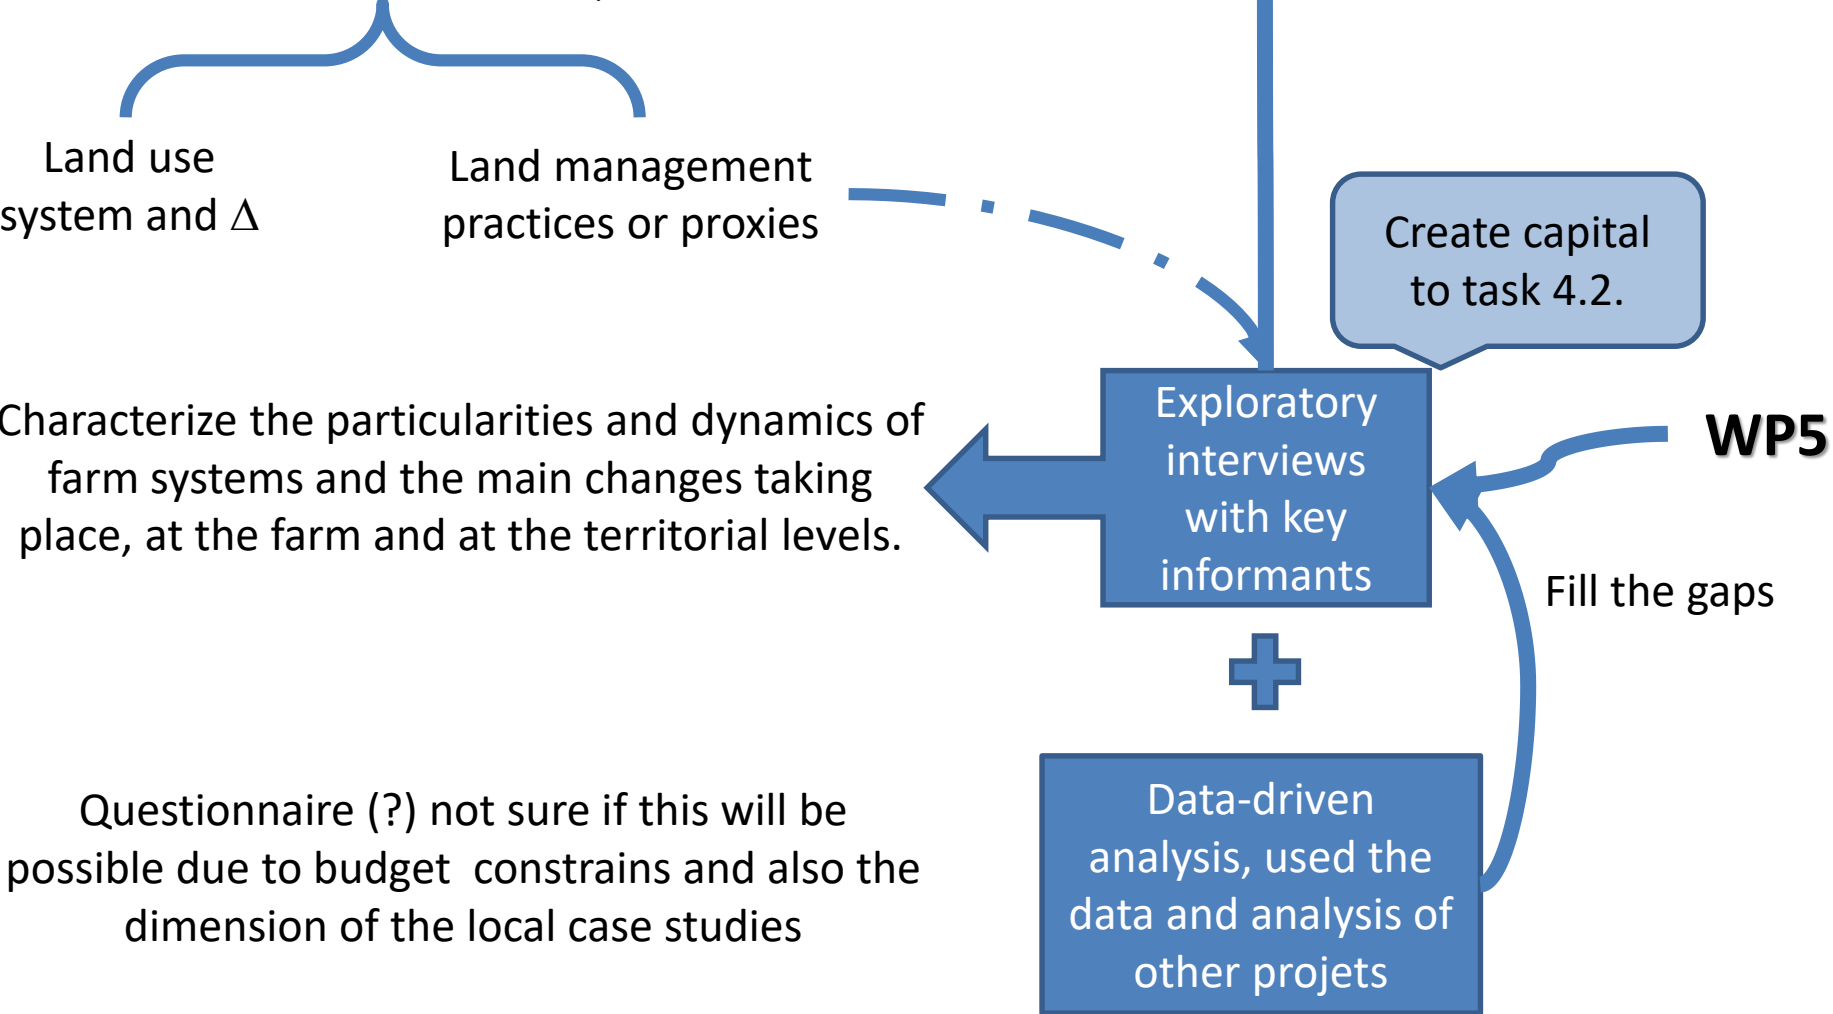 Land use
system and Δ
Land management
practices or proxies
Create capital
to task 4.2.
Characterize the particularities and dynamics of
farm systems and the main changes taking
place, at the farm and at the territorial levels.
Exploratory
interviews
with key
informants
WP5
Fill the gaps
Questionnaire (?) not sure if this will be
possible due to budget  constrains and also the
dimension of the local case studies
Data-driven
analysis, used the
data and analysis of
other projets